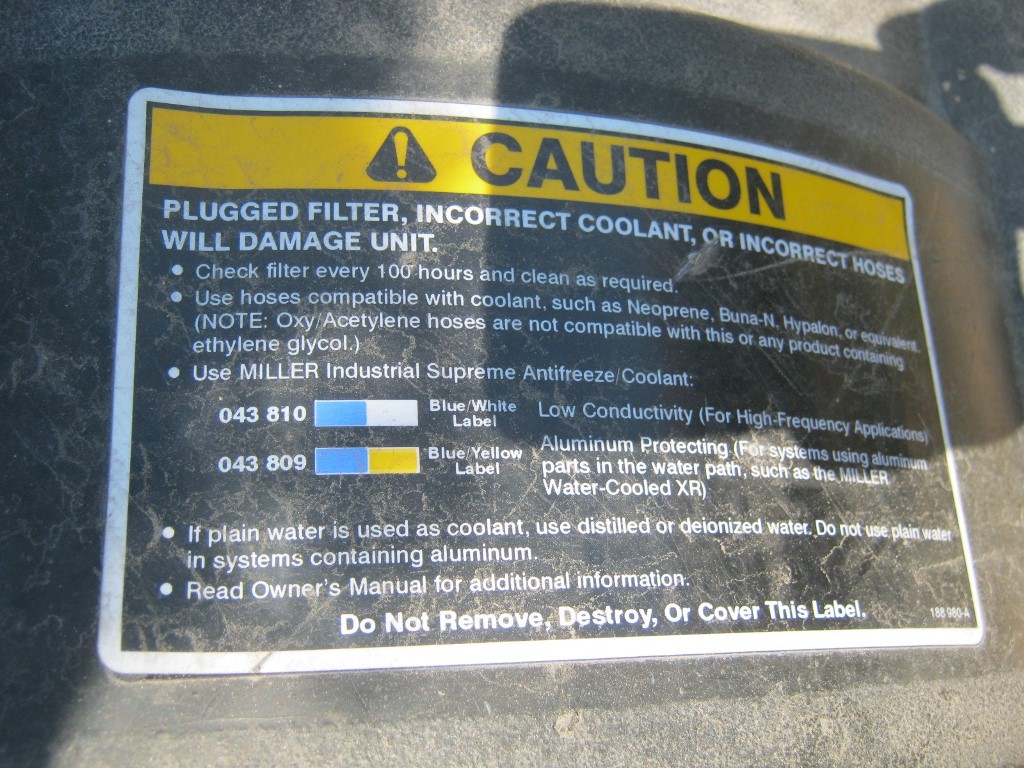 CAUTION
PLUGGED FILTER, INCORRECT COOLANT, OR INCORRECT HOSES
WILL DAMAGE UNIT.
• Check filter every 100 hours and clean as required.
• Use hoses compatible with coolant, such as Neoprene, Buna-N, Hypalon, or equivalent.
(NOTE: Oxy/Acetylene hoses are not compatible with this or any product containing
ethylene glycol.)
• Use MILLER Industrial Supreme Antifreeze/Coolant:
043 810 Blue/White Low Conductivity (For High-Frequency Applications)
Label
043 809 Blue/Yellow Aluminum Protecting (For systems using aluminum
Label parts in the water path, such as the MILLER
Water-Cooled XR)
• If plain water is used as coolant, use distilled or deionized water. Do not use plain water
in systems containing aluminum.
• Read Owner's Manual for additional information.
Do Not Remove, Destroy, Or Cover This Label.
188 980-A